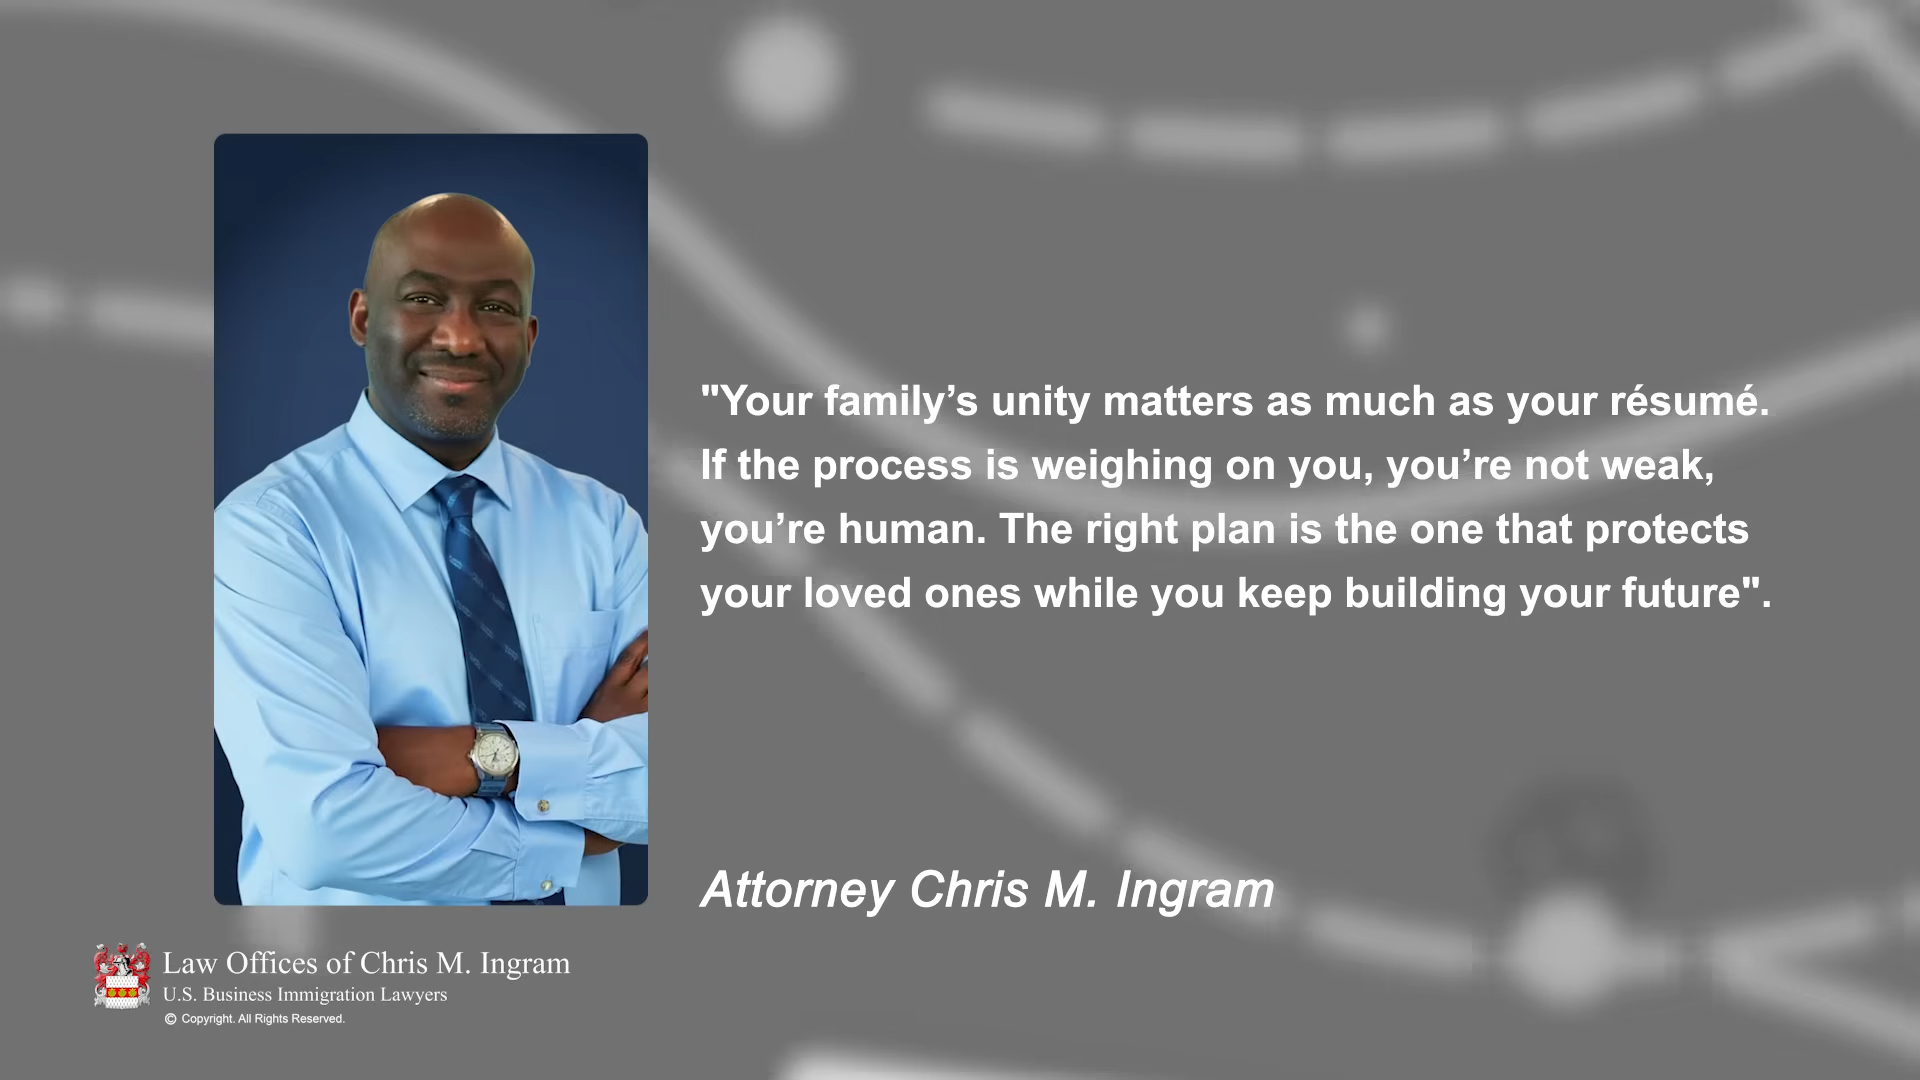 "Your family’s unity matters as much as your résumé.
If the process is weighing on you, you’re not weak,
you’re human. The right plan is the one that protects
your loved ones while you keep building your future".
Attorney Chris M. Ingram
Law Offices of Chris M. Ingram
U.S. Business Immigration Lawyers
© Copyright. All Rights Reserved.